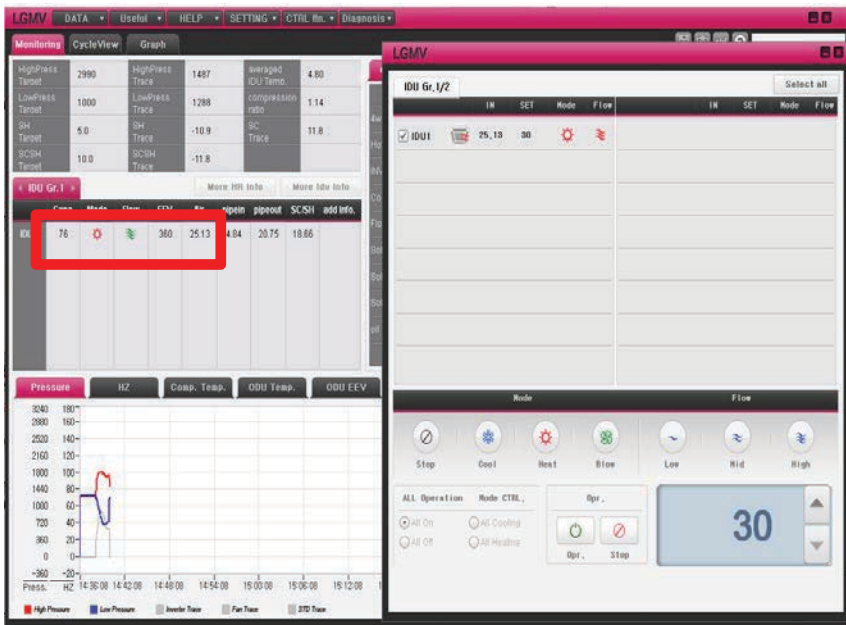 LGMV DATA Useful HELP SETTING CTRL Diagnosis
Monitoring CycleView Graph
HighPress Target 2990 HighPress Trace 1487 averaged IDU Temp. 4.80
LowPress Target 1000 LowPress Trace 1288 compression ratio 1.14
SH Target 5.0 SH Trace -10.9 SC Trace 11.8
SCSH Target 10.0 SCSH Trace -11.8
IDU Gr.1 More HR Info More Idu Info
pipein pipeout SC/SH add Info.
76 360 25.13 4.84 20.75 18.66
Pressure HZ Comp. Temp. ODU Temp. ODU EEV
3240 180
2880 160
2520 140
2160 120
1800 100
1440 80
1080 60
720 40
360 20
0 0
-360 -20
Press. HZ 14:36:08 14:42:08 14:48:08 14:54:08 15:00:08 15:06:08 15:12:08
High Pressure Low Pressure Inverter Trace Fan Trace STD Trace
LGMV
IDU Gr.1/2 Select all
IN SET Mode Flow IN SET Mode Flow
IDU1 25,13 30
Mode Flow
Stop Cool Heat Blow Low Mid High
ALL Operation Mode CTRL. Opr.
All On All Cooling
All Off All Heating
Opr. Stop
30